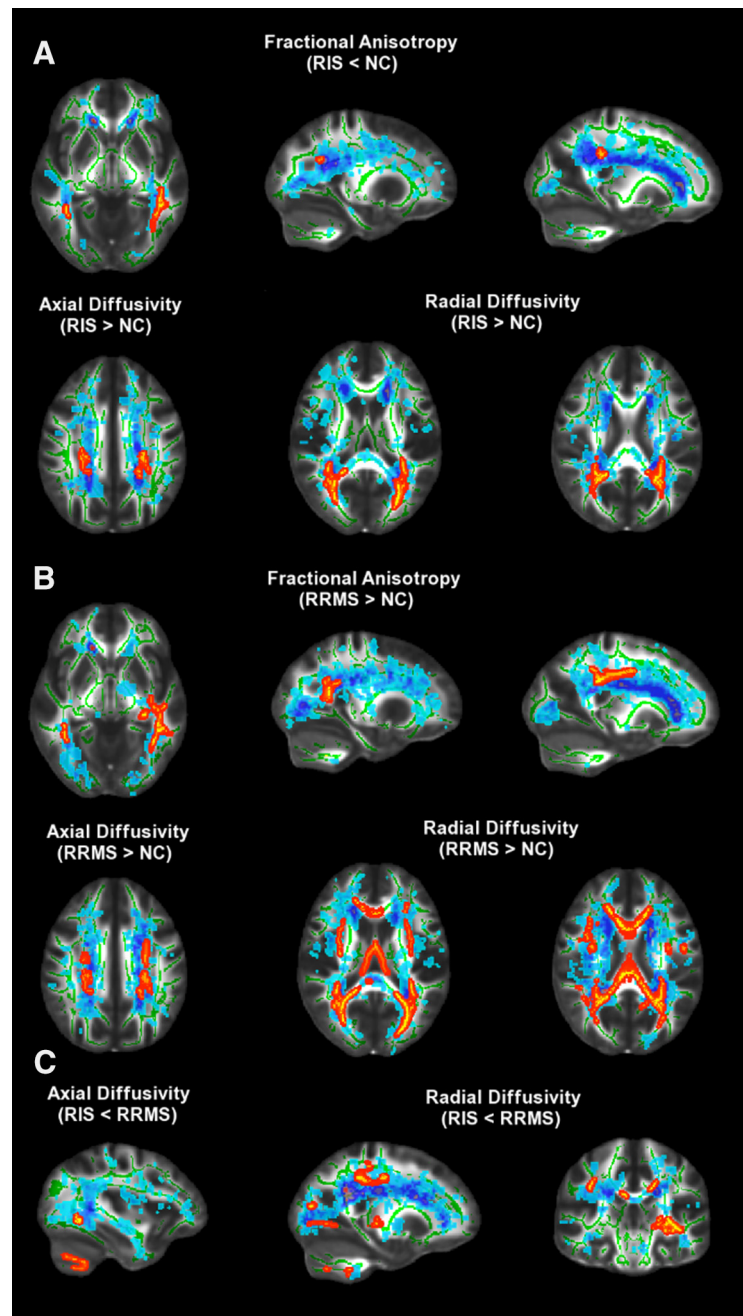 A
Fractional Anisotropy
(RIS < NC)
Axial Diffusivity
(RIS > NC)
Radial Diffusivity
(RIS > NC)
B
Fractional Anisotropy
(RRMS > NC)
Axial Diffusivity
(RRMS > NC)
Radial Diffusivity
(RRMS > NC)
C
Axial Diffusivity
(RIS < RRMS)
Radial Diffusivity
(RIS < RRMS)